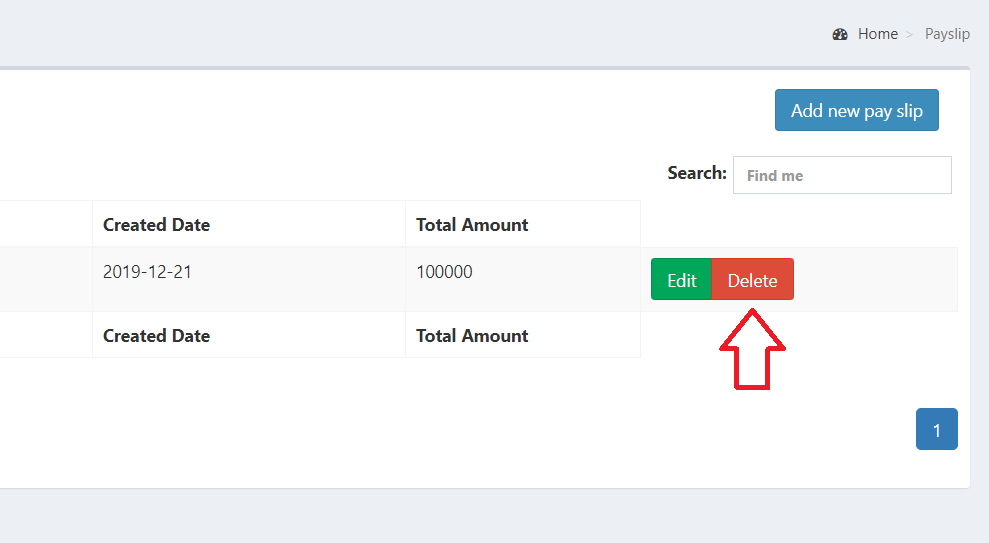 Home > Payslip
Add new pay slip
Search: Find me
Created Date Total Amount
2019-12-21 100000 Edit Delete
Created Date Total Amount
1